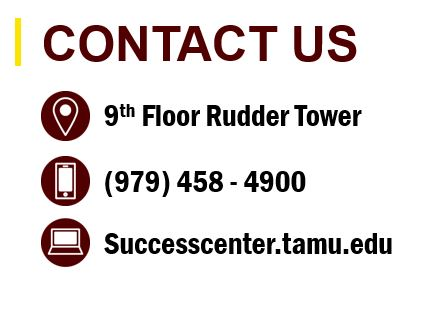 CONTACT US
9th Floor Rudder Tower
(979) 458 - 4900
Successcenter.tamu.edu